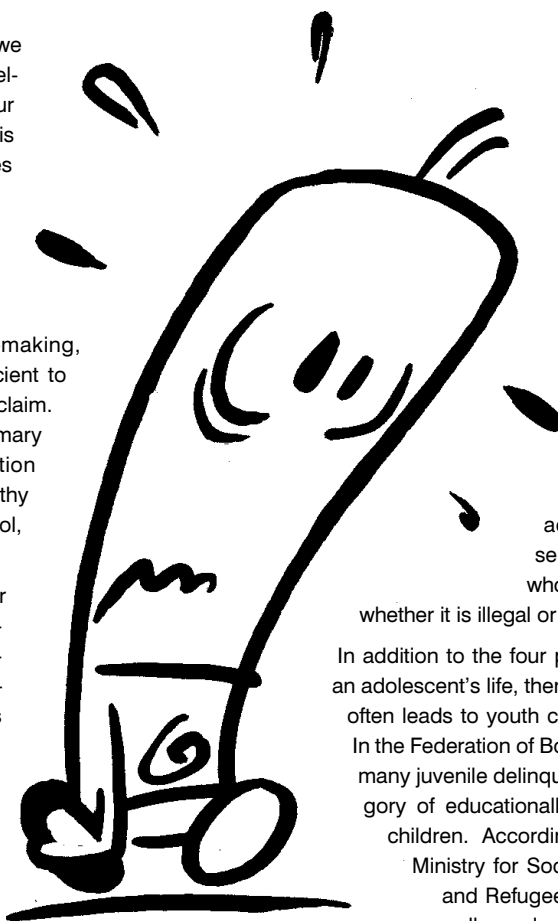 we
el-
ur
is
es
making,
cient to
claim.
mary
tion
thy
ol,
r
s
se
who
whether it is illegal or
In addition to the four p
an adolescent's life, ther
often leads to youth c
In the Federation of Bo
many juvenile delinqu
gory of educationall
children. Accordin
Ministry for Soc
and Refugee